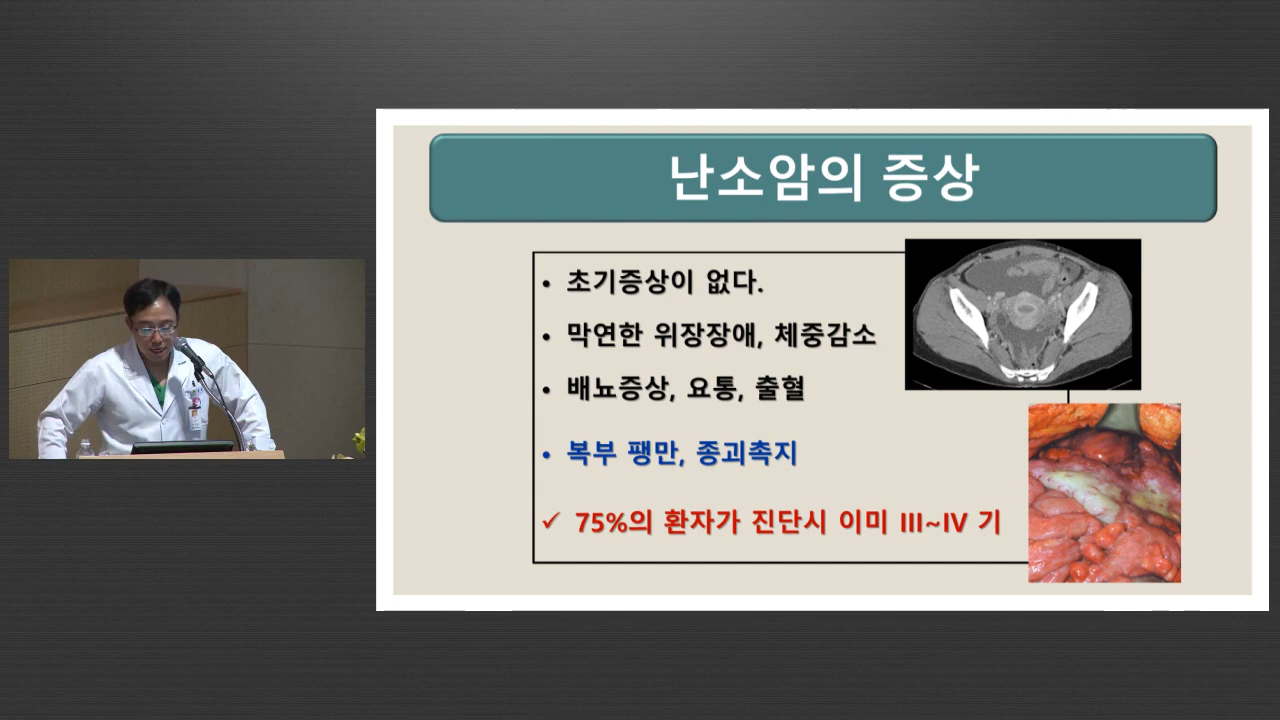 난소암의 증상
• 초기증상이 없다.
• 막연한 위장장애, 체중감소
• 배뇨증상, 요통, 출혈
• 복부 팽만, 종괴촉지
✓ 75%의 환자가 진단시 이미 III~IV 기